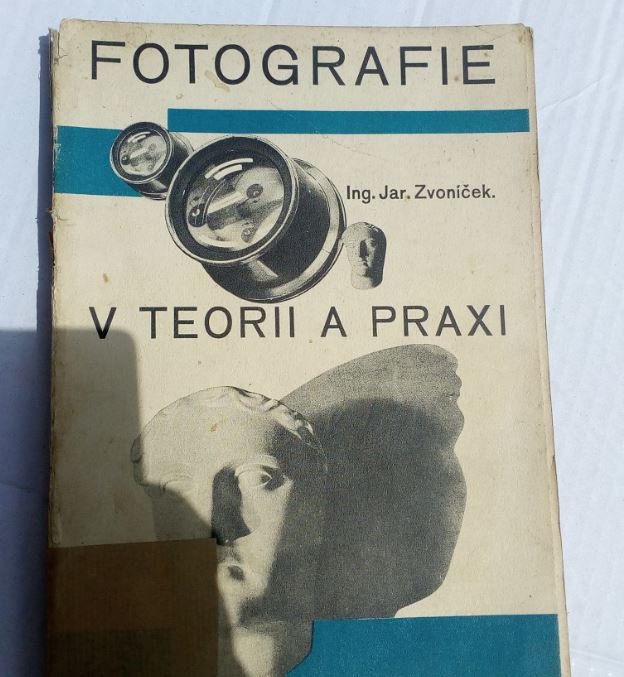 FOTOGRAFIE
Ing. Jar. Zvoníček.
V TEORII A PRAXI